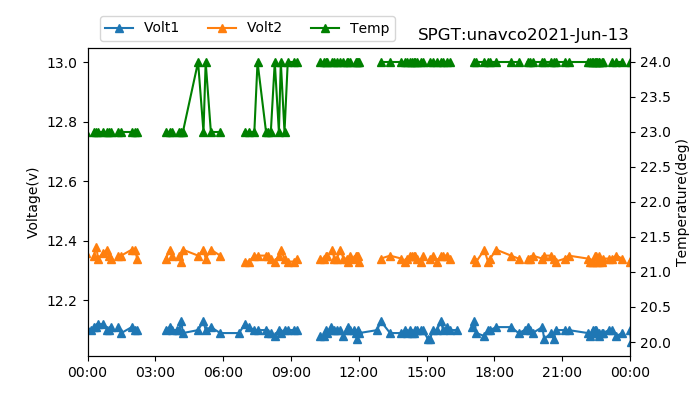 Volt1 Volt2 Temp
SPGT:unavco2021-Jun-13
Voltage(v)
13.0
12.8
12.6
12.4
12.2
24.0
23.5
23.0
22.5
22.0
21.5
21.0
20.5
20.0
Temperature(deg)
00:00 03:00 06:00 09:00 12:00 15:00 18:00 21:00 00:00